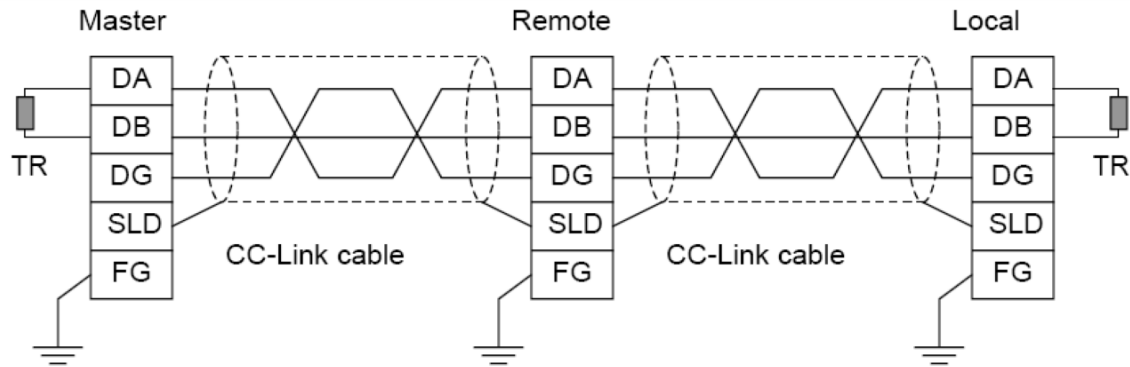 Master
Remote
Local
DA
DB
DG
SLD
FG
TR
DA
DB
DG
SLD
FG
DA
DB
DG
SLD
FG
TR
CC-Link cable
CC-Link cable